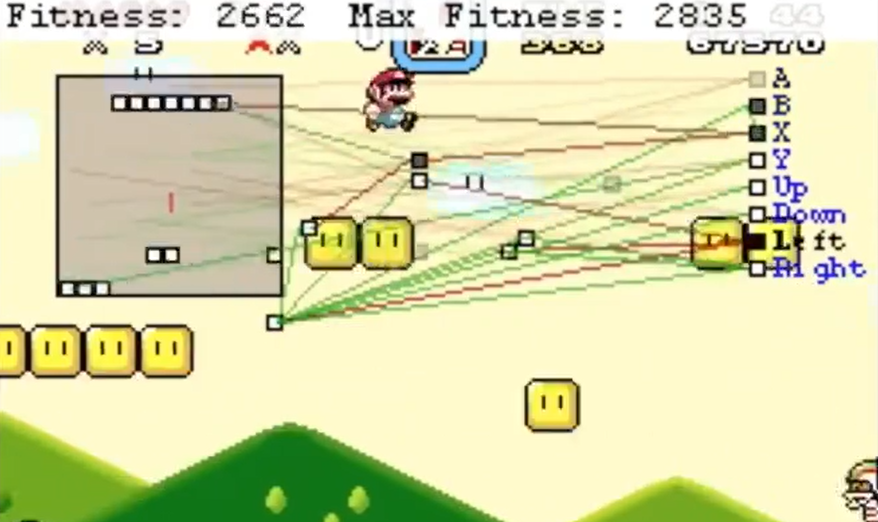 Fitness: 2662 Max Fitness: 2835
A
B
X
Y
Up
Down
Left
Right